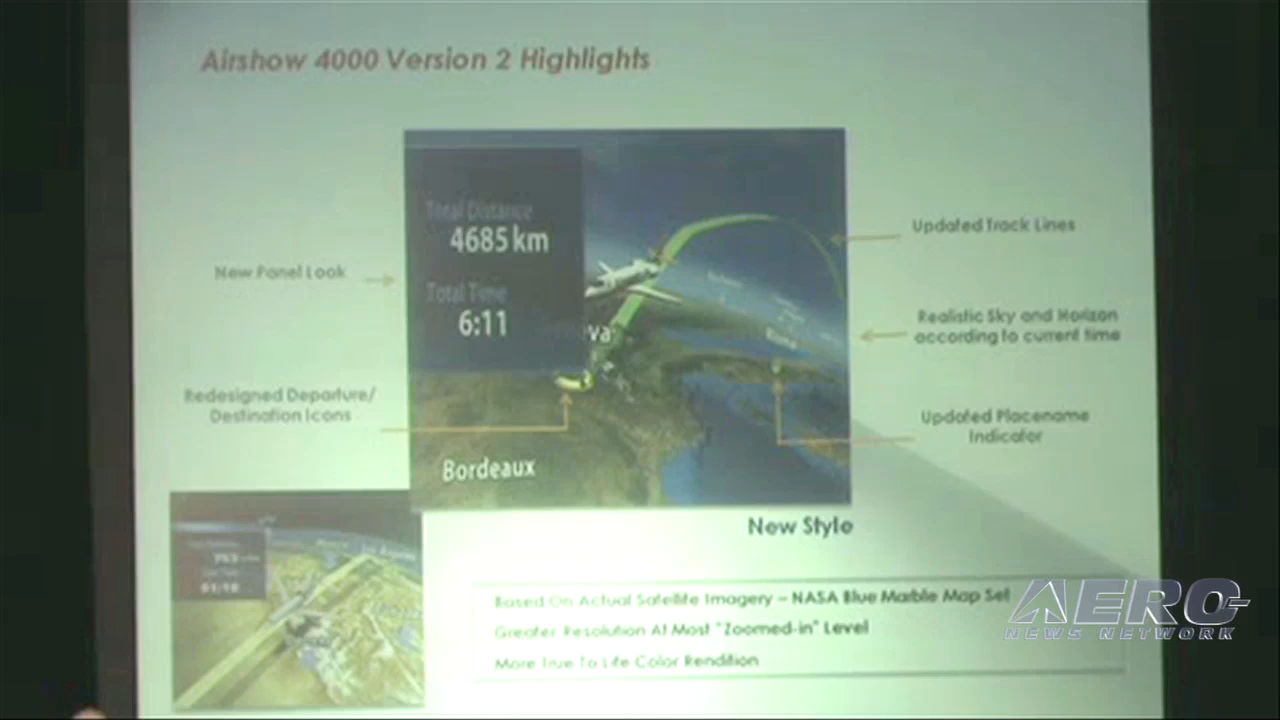 Airshow 4000 Version 2 Highlights
Total Distance
4685 km
Total Time
6:11
va
Bordeaux
New Panel Look
Redesigned Departure/
Destination Icons
Updated Track Lines
Realistic Sky and Horizon
according to current time
Updated Placename
Indicator
New Style
Based On Actual Satellite Imagery – NASA Blue Marble Map Set
Greater Resolution At Most "Zoomed-in" Level
More True To Life Color Rendition
AERO-
NEWS NETWORK